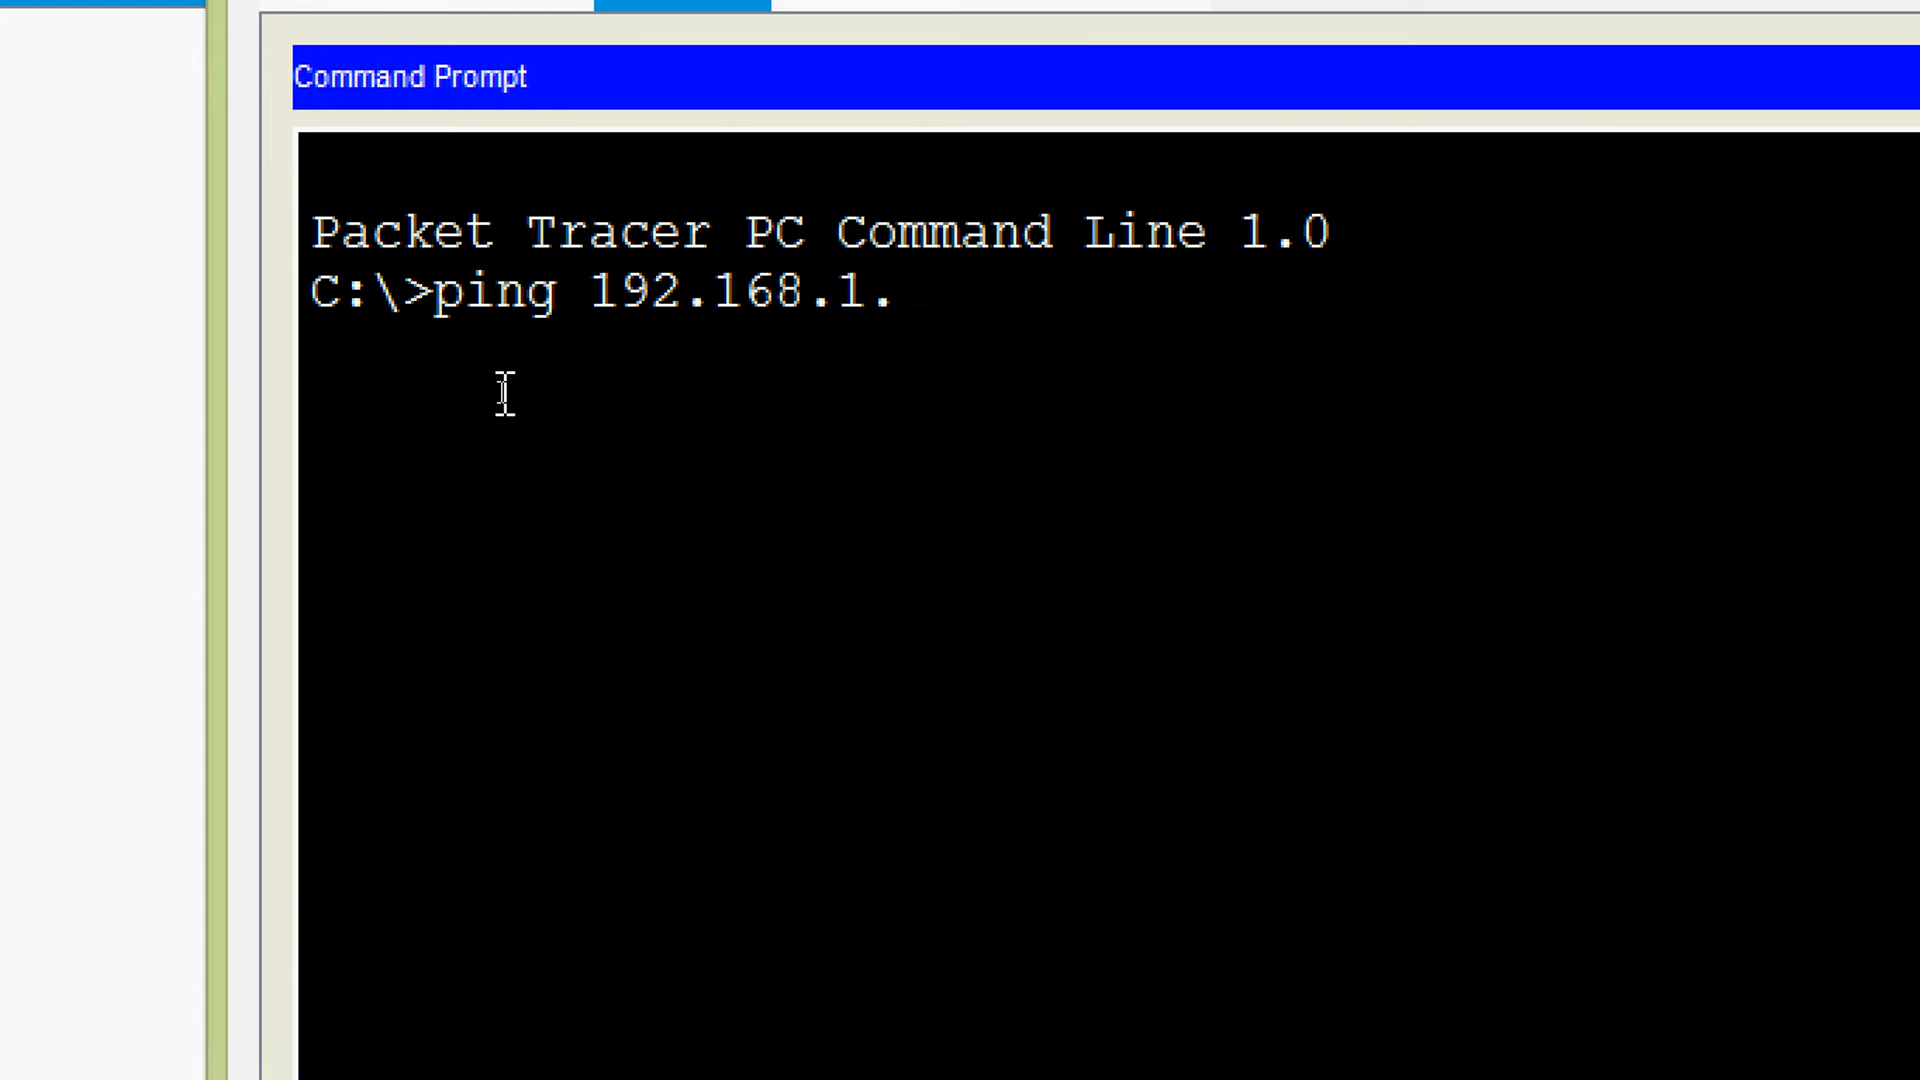 Command Prompt
Packet Tracer PC Command Line 1.0
C:\>ping 192.168.1.